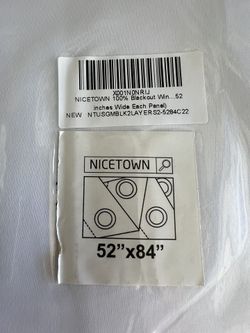 X001N0NRIJ
NICETOWN 100% Blackout Win...52
inches Wide Each Panel)
NEW NTUSGMBLK2LAYERS2-5284C22
NICETOWN
52”x84”